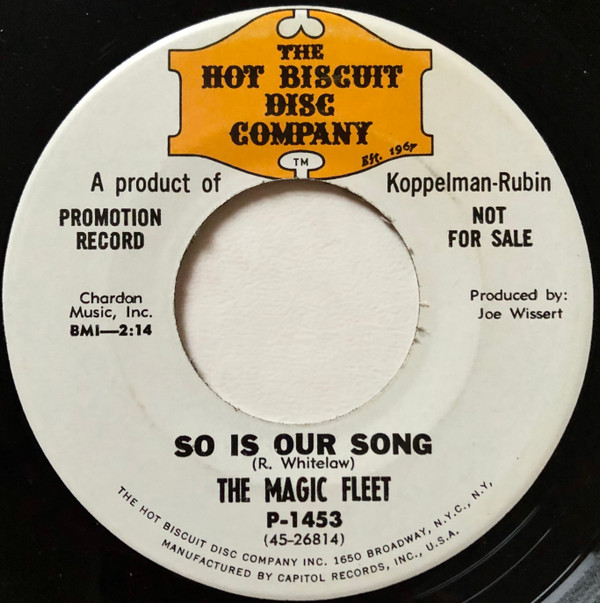 THE
HOT BISCUIT
DISC
COMPANY
Est. 1967
TM
A product of Koppelman-Rubin
PROMOTION
RECORD
NOT
FOR SALE
Chardon
Music, Inc.
BMI—2:14
Produced by:
Joe Wissert
SO IS OUR SONG
(R. Whitelaw)
THE MAGIC FLEET
P-1453
(45-26814)
THE HOT BISCUIT DISC COMPANY INC. 1650 BROADWAY, N.Y.C., N.Y.
MANUFACTURED BY CAPITOL RECORDS, INC., U.S.A.